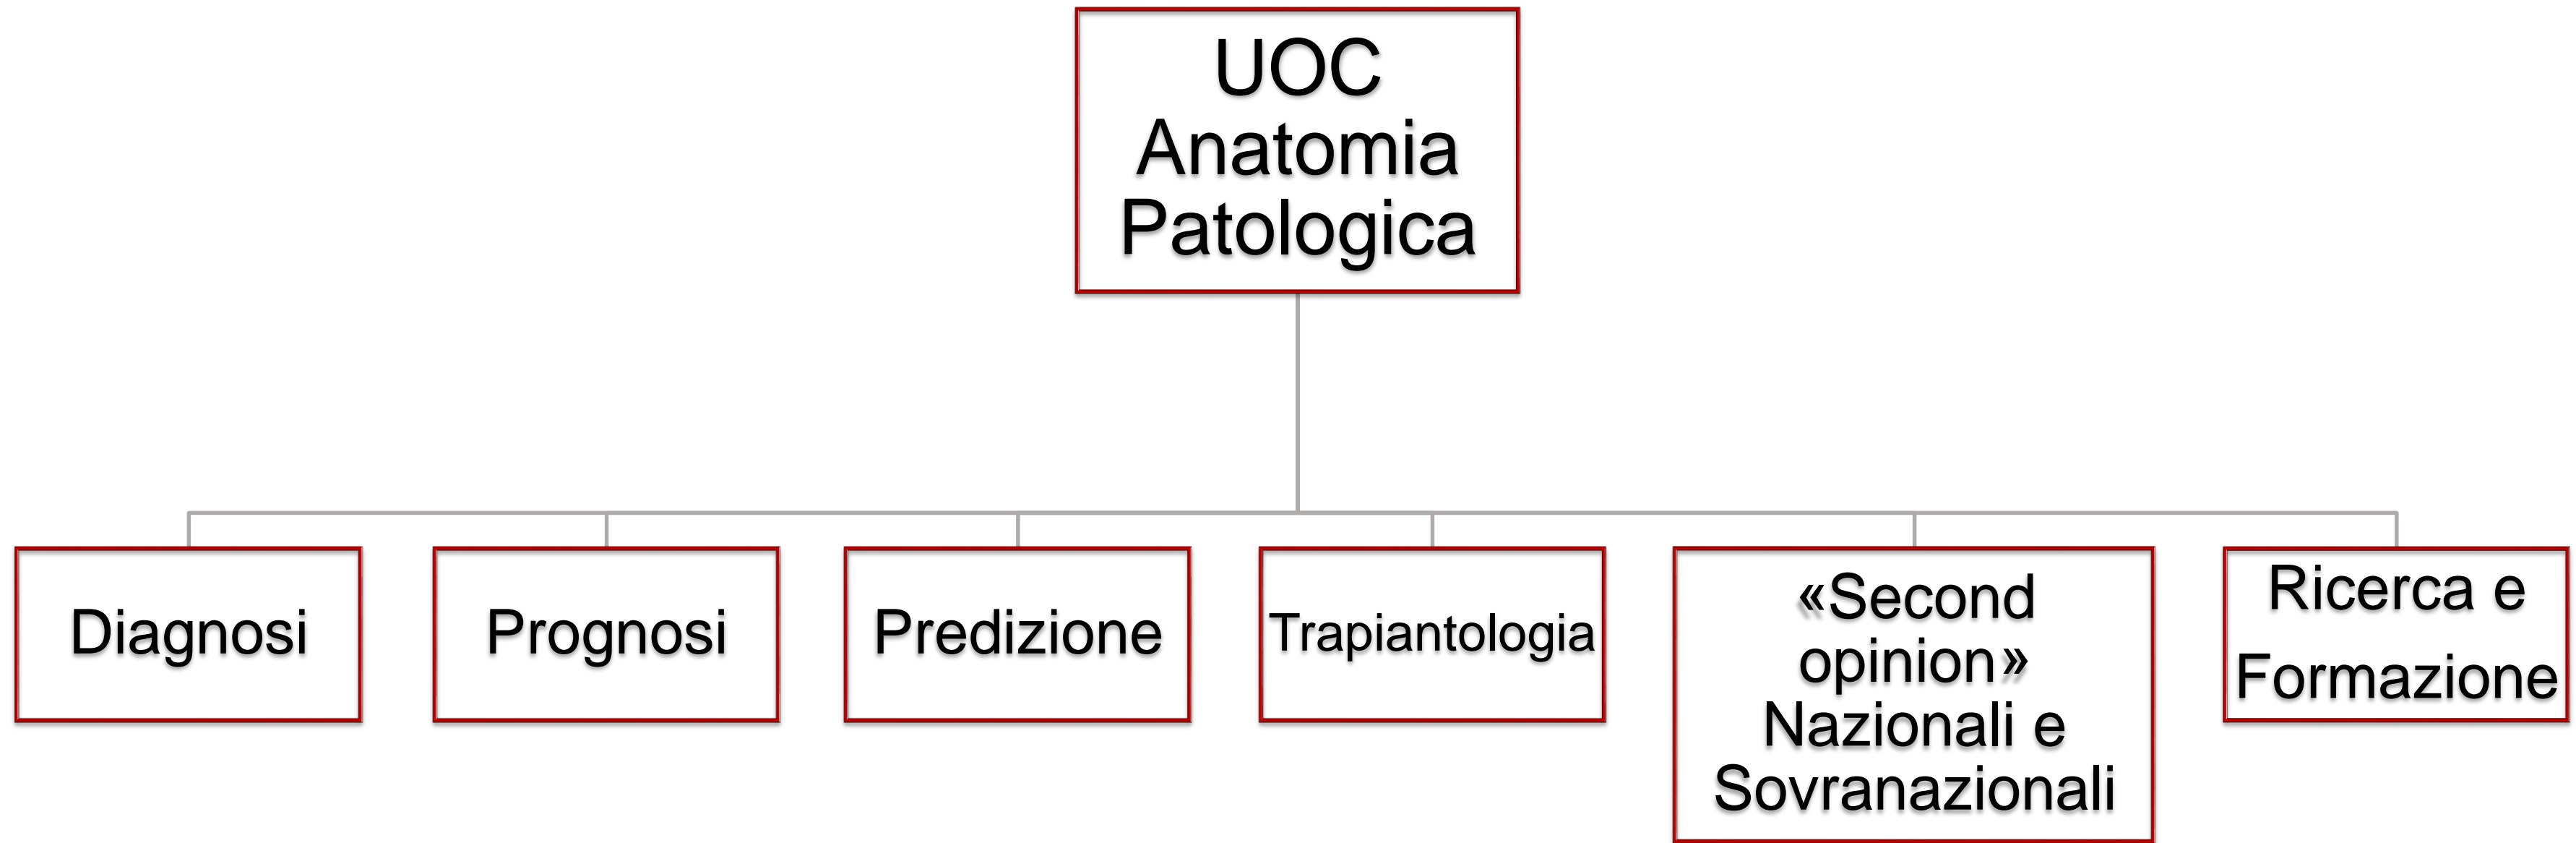 UOC
Anatomia
Patologica
Diagnosi
Prognosi
Predizione
Trapiantologia
«Second
opinion»
Nazionali e
Sovranazionali
Ricerca e
Formazione